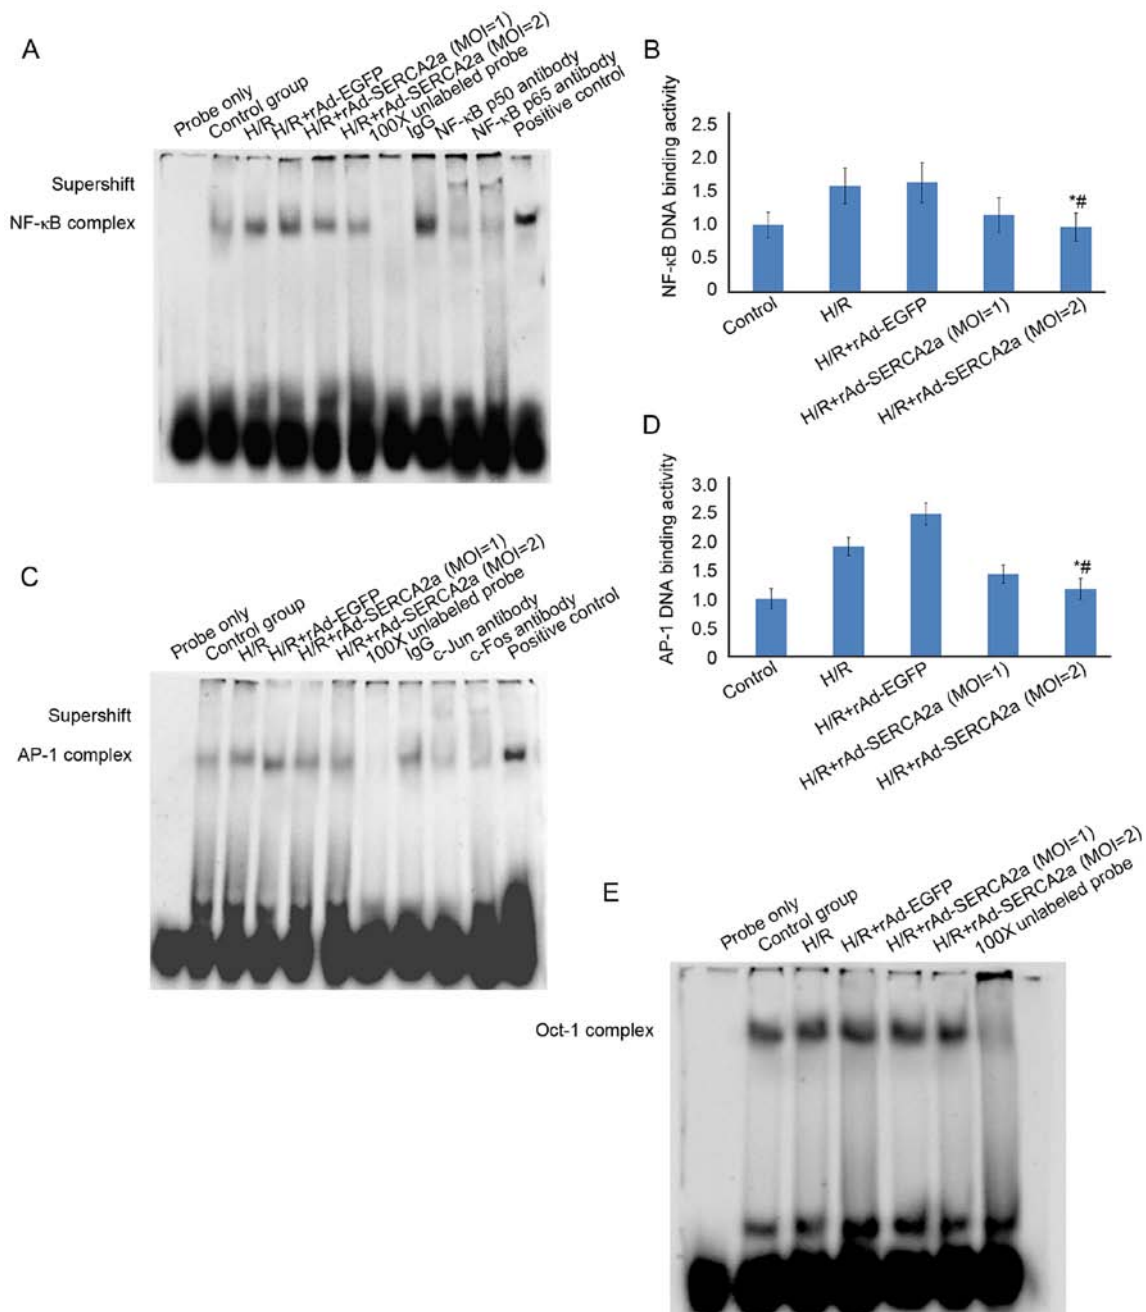 A
Probe only
Control group
H/R
H/R+rAd-EGFP
H/R+rAd-SERCA2a (MOI=1)
H/R+rAd-SERCA2a (MOI=2)
100X unlabeled probe
IgG
NF-κB p50 antibody
NF-κB p65 antibody
Positive control
Supershift
NF-κB complex
B
NF-κB DNA binding activity
2.5
2.0
1.5
1.0
0.5
0
*#
Control
H/R
H/R+rAd-EGFP
H/R+rAd-SERCA2a (MOI=1)
H/R+rAd-SERCA2a (MOI=2)
C
Probe only
Control group
H/R
H/R+rAd-EGFP
H/R+rAd-SERCA2a (MOI=1)
H/R+rAd-SERCA2a (MOI=2)
100X unlabeled probe
IgG
c-Jun antibody
c-Fos antibody
Positive control
Supershift
AP-1 complex
D
AP-1 DNA binding activity
3.0
2.5
2.0
1.5
1.0
0.5
0
*#
Control
H/R
H/R+rAd-EGFP
H/R+rAd-SERCA2a (MOI=1)
H/R+rAd-SERCA2a (MOI=2)
E
Probe only
Control group
H/R
H/R+rAd-EGFP
H/R+rAd-SERCA2a (MOI=1)
H/R+rAd-SERCA2a (MOI=2)
100X unlabeled probe
Oct-1 complex